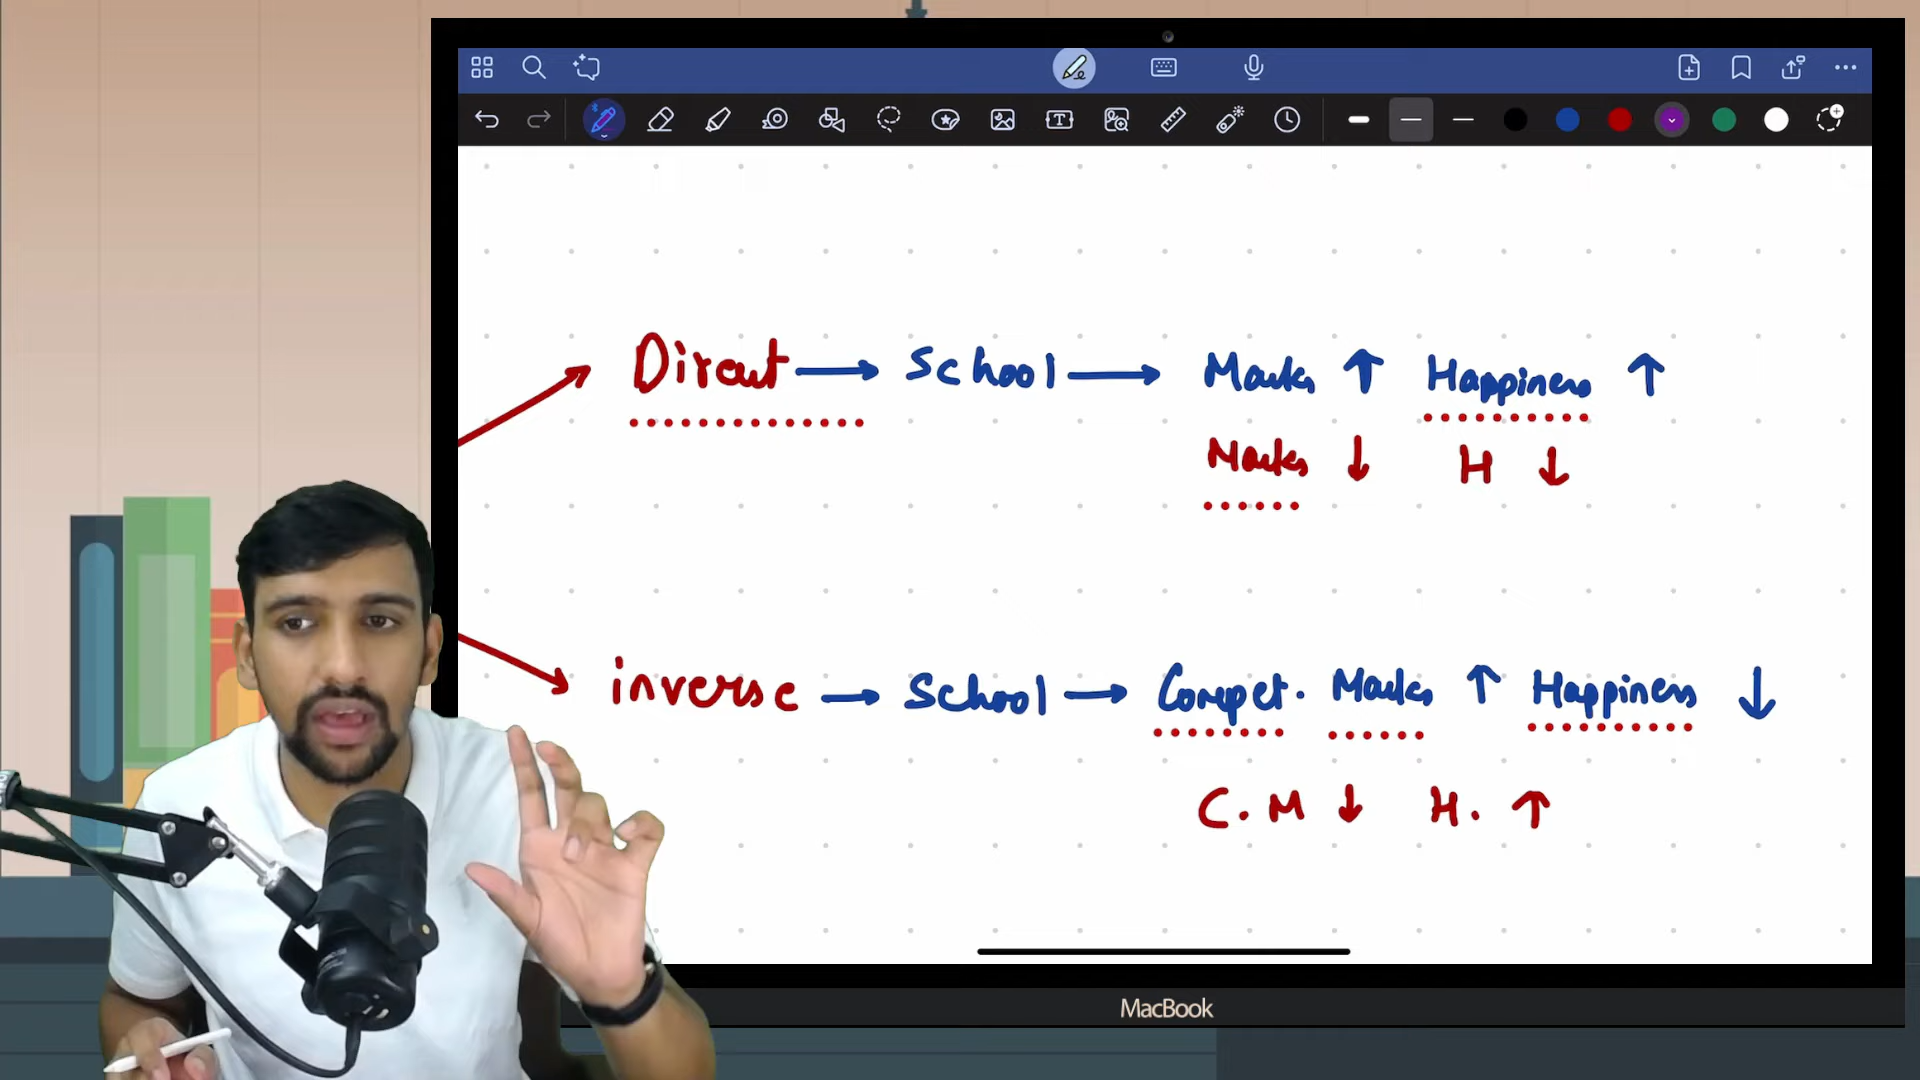 Direct → School → Marks ↑ Happiness ↑
Marks ↓ H ↓
inverse → School → Compet. Marks ↑ Happiness ↓
C. M ↓ H. ↑
MacBook